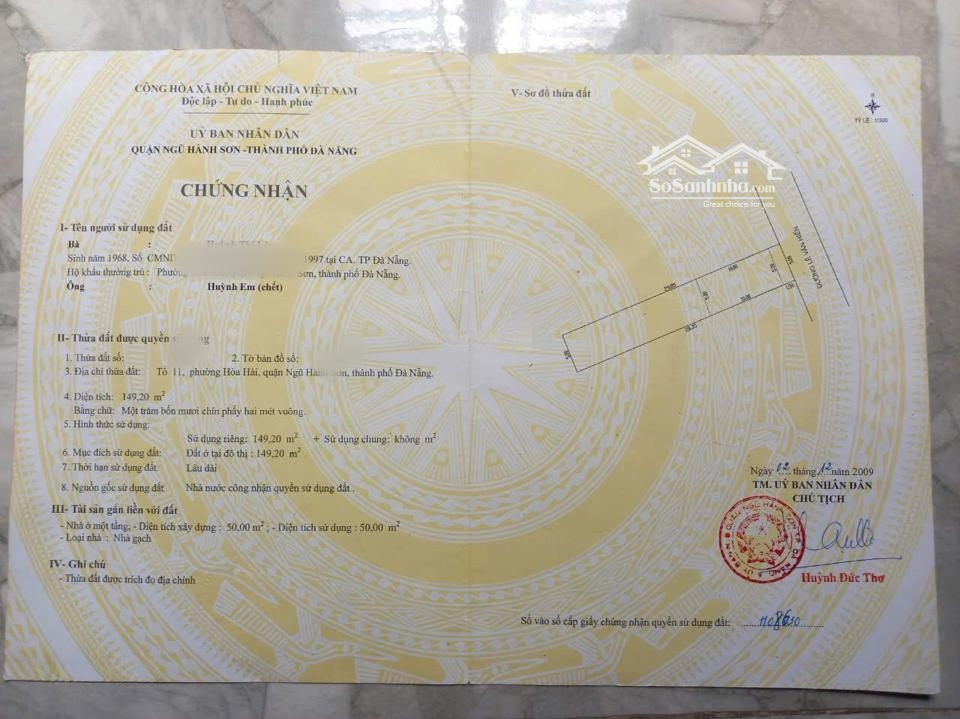 CỘNG HÒA XÃ HỘI CHỦ NGHĨA VIỆT NAM
Độc lập - Tự do - Hạnh phúc
UỶ BAN NHÂN DÂN
QUẬN NGŨ HÀNH SƠN -THÀNH PHỐ ĐÀ NẴNG
CHỨNG NHẬN
I- Tên người sử dụng đất
Bà :
Sinh năm 1968, Số CMND 1997 tại CA. TP Đà Nẵng.
Hộ khẩu thường trú : Phường Sơn, thành phố Đà Nẵng.
Ông : Huỳnh Em (chết)
II- Thửa đất được quyền
1. Thửa đất số: 2. Tờ bản đồ số:
3. Địa chỉ thửa đất: Tổ 11, phường Hòa Hải, quận Ngũ Hành Sơn, thành phố Đà Nẵng.
4. Diện tích: 149,20 m²
Bằng chữ: Một trăm bốn mươi chín phẩy hai mét vuông.
5. Hình thức sử dụng:
Sử dụng riêng: 149,20 m² + Sử dụng chung: không m²
6. Mục đích sử dụng đất: Đất ở tại đô thị : 149,20 m²
7. Thời hạn sử dụng đất: Lâu dài
8. Nguồn gốc sử dụng đất Nhà nước công nhận quyền sử dụng đất .
III- Tài sản gắn liền với đất
- Nhà ở một tầng; - Diện tích xây dựng : 50,00 m² ; - Diện tích sử dụng : 50,00 m²
- Loại nhà : Nhà gạch
IV- Ghi chú
- Thửa đất được trích đo địa chính
V- Sơ đồ thửa đất
TỶ LỆ : 1/500
SoSanhnha.com
Great choice for you
ĐƯỜNG LÊ VĂN HIẾN
Ngày 02 tháng 12 năm 2009
TM. UỶ BAN NHÂN DÂN
CHỦ TỊCH
Huỳnh Đức Thơ
Số vào sổ cấp giấy chứng nhận quyền sử dụng đất: